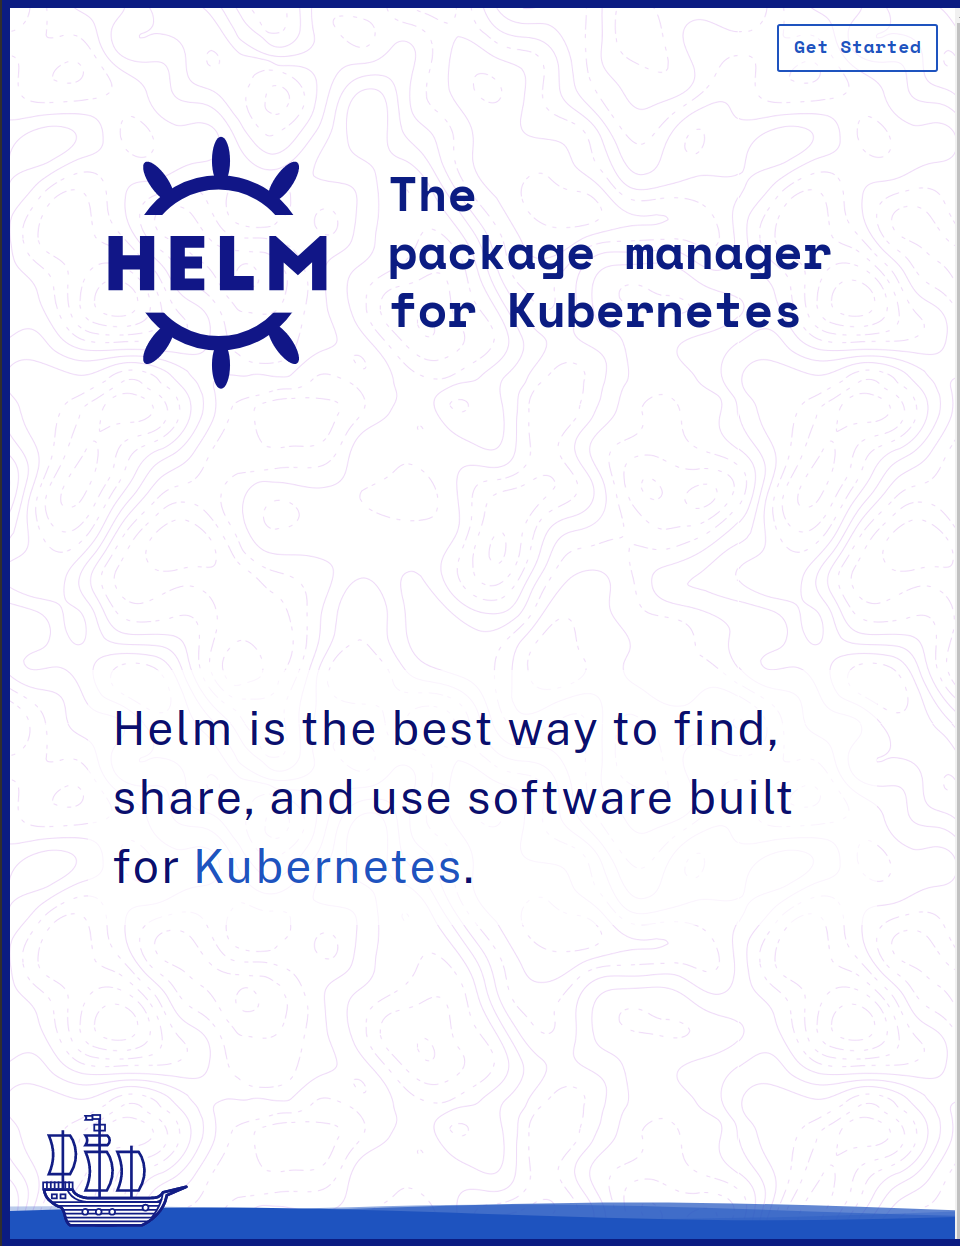 Get Started
HELM
The
package manager
for Kubernetes
Helm is the best way to find,
share, and use software built
for Kubernetes.